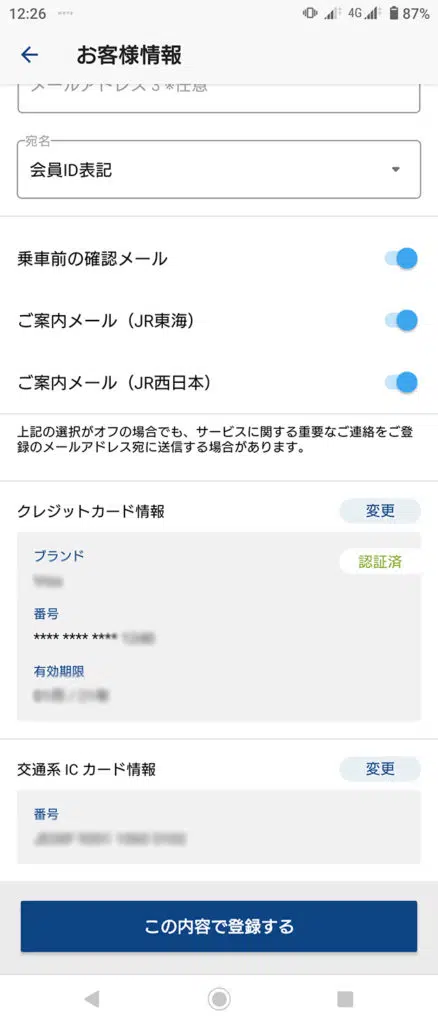 12:26
4G 87%
お客様情報
メールアドレス 3 *任意
宛名
会員ID表記
乗車前の確認メール
ご案内メール（JR東海）
ご案内メール（JR西日本）
上記の選択がオフの場合でも、サービスに関する重要なご連絡をご登
録のメールアドレス宛に送信する場合があります。
クレジットカード情報
変更
ブランド
認証済
番号
**** **** ****
有効期限
交通系 IC カード情報
変更
番号
この内容で登録する